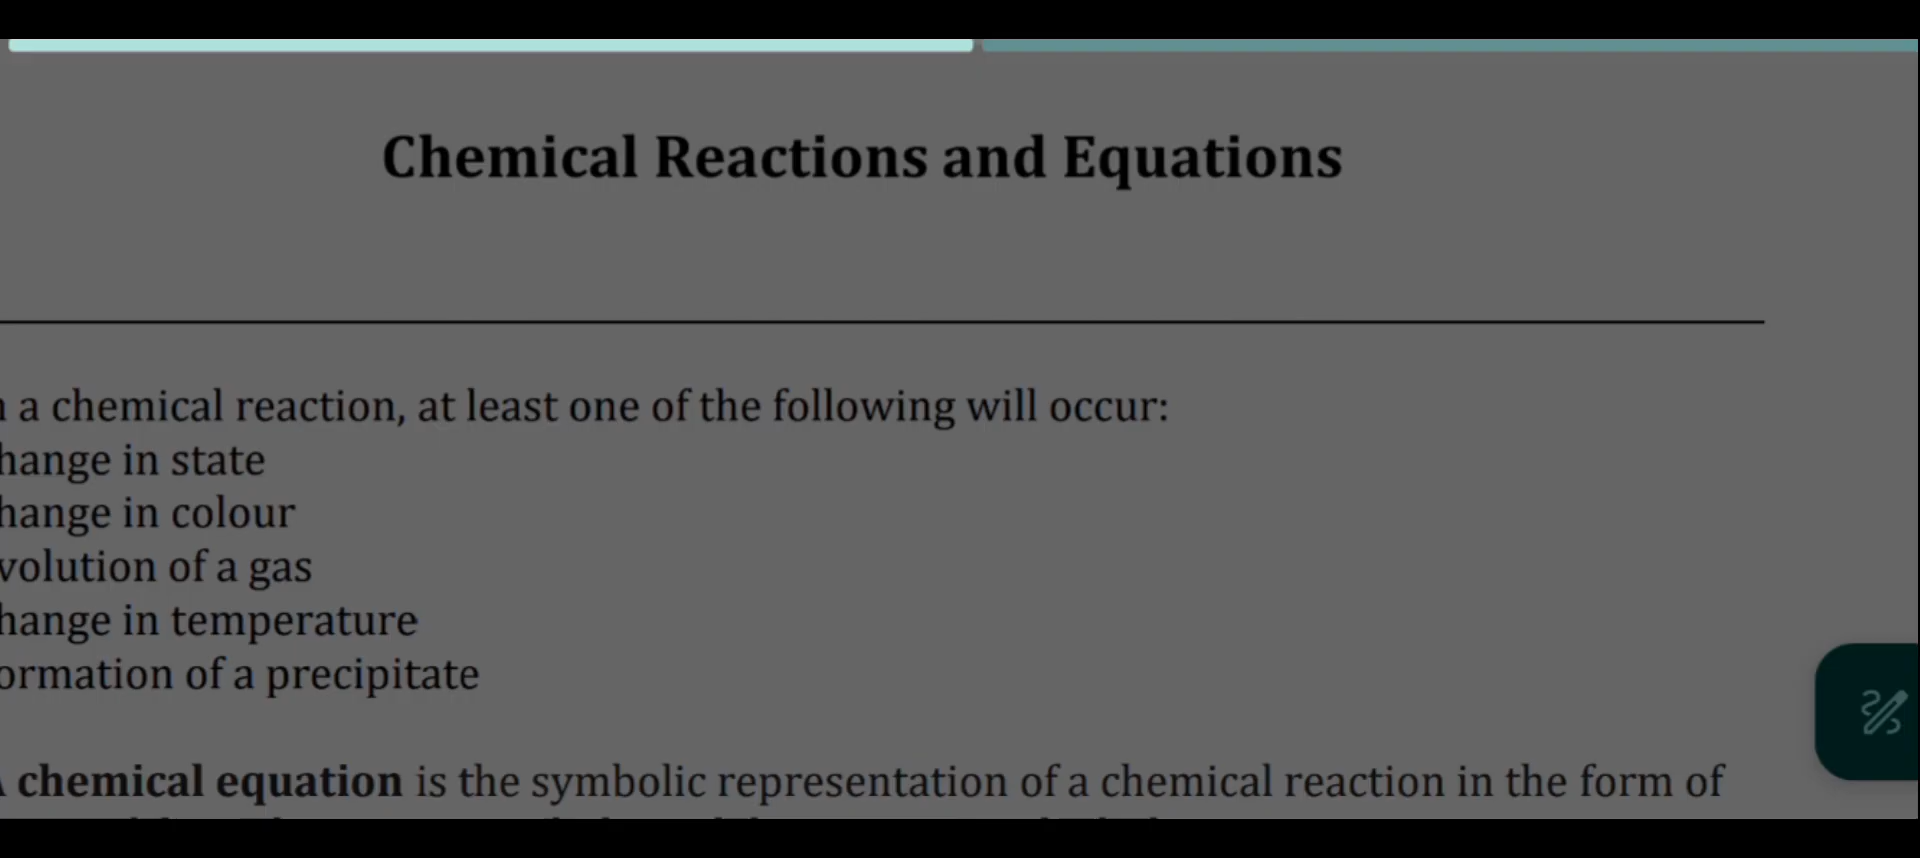 Chemical Reactions and Equations
a chemical reaction, at least one of the following will occur:
hange in state
hange in colour
volution of a gas
hange in temperature
ormation of a precipitate
chemical equation is the symbolic representation of a chemical reaction in the form of